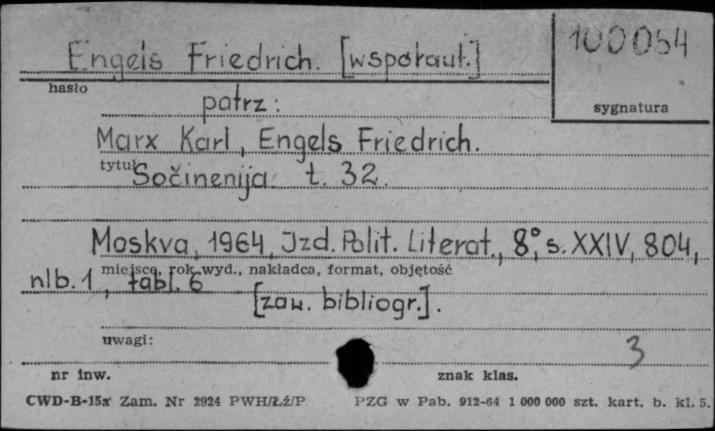 Engels Friedrich. [współaut.]
100054
hasło
sygnatura
patrz:
Marx Karl, Engels Friedrich.
tytuł
Sočinenija. t. 32.
Moskva, 1964, Izd. Polit. Literat., 8°, s. XXIV, 804,
miejsce, rok wyd., nakładca, format, objętość
nlb. 1, tabl. 6
[zaw. bibliogr.].
uwagi:
3
nr inw.
znak klas.
CWD-B-15x Zam. Nr 2924 PWH/Łź/P PZG w Pab. 912-64 1 000 000 szt. kart. b. kl. 5.